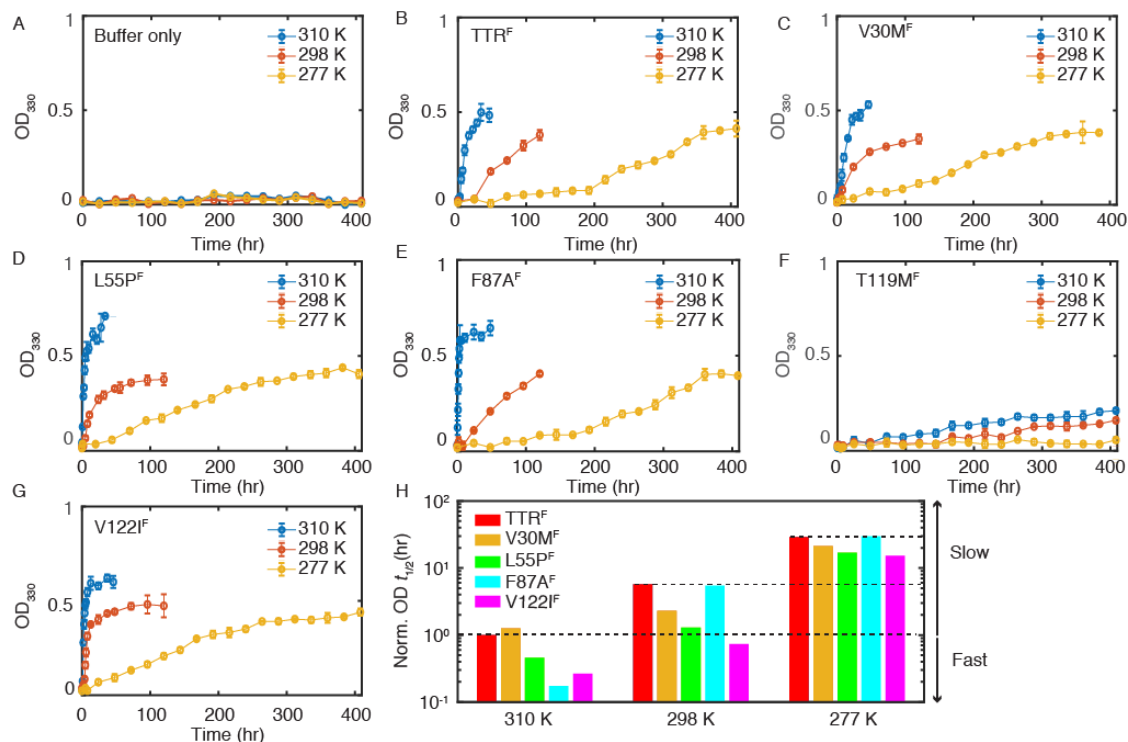 A
Buffer only
310 K
298 K
277 K
OD330
1
0.5
0
0 100 200 300 400
Time (hr)
B
TTRF
310 K
298 K
277 K
OD330
1
0.5
0
0 100 200 300 400
Time (hr)
C
V30MF
310 K
298 K
277 K
OD330
1
0.5
0
0 100 200 300 400
Time (hr)
D
L55PF
310 K
298 K
277 K
OD330
1
0.5
0
0 100 200 300 400
Time (hr)
E
F87AF
310 K
298 K
277 K
OD330
1
0.5
0
0 100 200 300 400
Time (hr)
F
T119MF
310 K
298 K
277 K
OD330
1
0.5
0
0 100 200 300 400
Time (hr)
G
V122IF
310 K
298 K
277 K
OD330
1
0.5
0
0 100 200 300 400
Time (hr)
H
TTRF
V30MF
L55PF
F87AF
V122IF
Norm. OD t1/2(hr)
10²
10¹
10⁰
10⁻¹
310 K 298 K 277 K
Slow
Fast